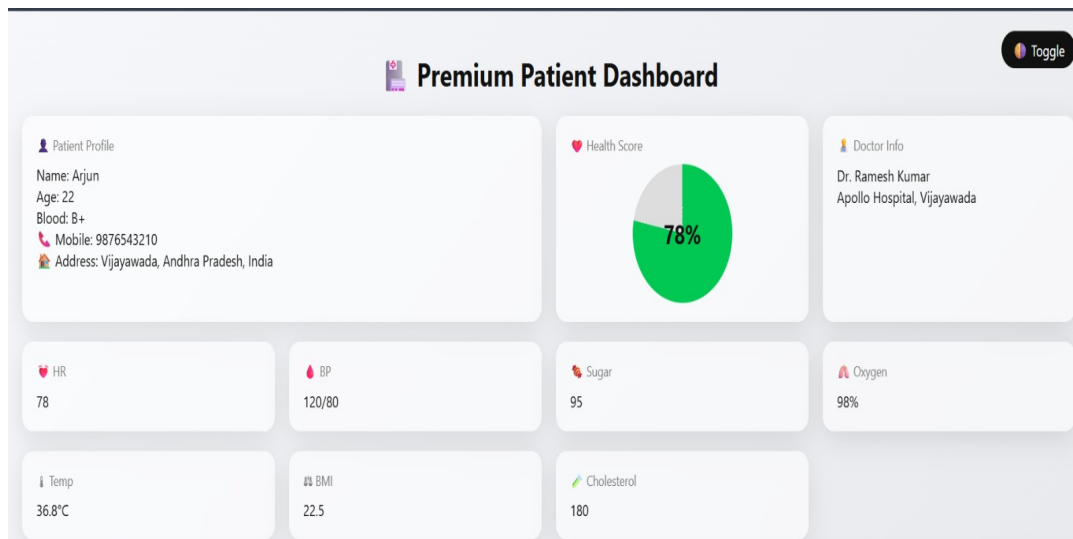 Toggle
Premium Patient Dashboard
Patient Profile
Name: Arjun
Age: 22
Blood: B+
Mobile: 9876543210
Address: Vijayawada, Andhra Pradesh, India
Health Score
78%
Doctor Info
Dr. Ramesh Kumar
Apollo Hospital, Vijayawada
HR
78
BP
120/80
Sugar
95
Oxygen
98%
Temp
36.8°C
BMI
22.5
Cholesterol
180